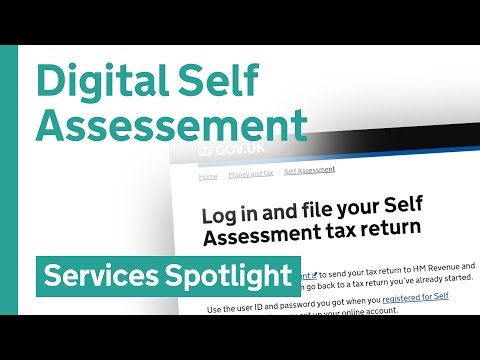 Digital Self
Assessement
GOV.UK
Home
Money and tax
Self Assessment
Log in and file your Self
Assessment tax return
to send your tax return to HM Revenue and
go back to a tax return you've already started.
Use the user ID and password you got when you registered for Self
up your online account.
Services Spotlight